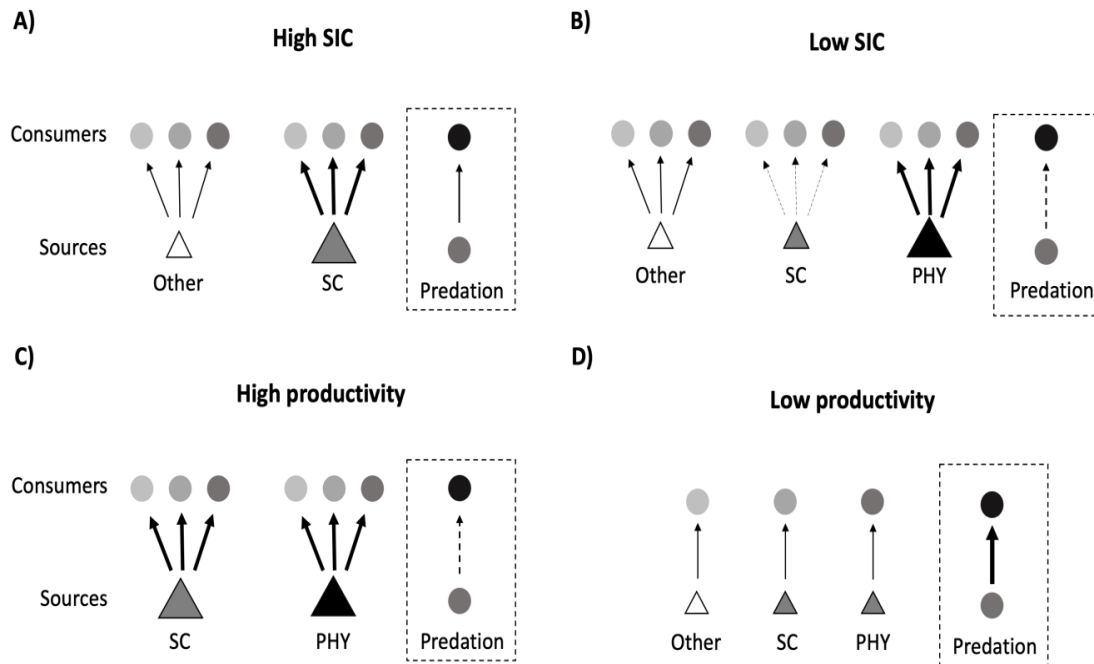 A)
High SIC
Consumers
Sources
Other
SC
Predation
B)
Low SIC
Other
SC
PHY
Predation
C)
High productivity
Consumers
Sources
SC
PHY
Predation
D)
Low productivity
Other
SC
PHY
Predation